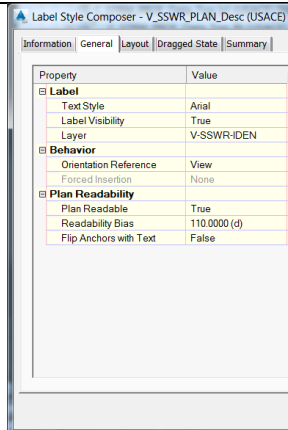 Label Style Composer - V_SSWR_PLAN_Desc (USACE)
Information General Layout Dragged State Summary
Property Value
Label
Text Style Arial
Label Visibility True
Layer V-SSWR-IDEN
Behavior
Orientation Reference View
Forced Insertion None
Plan Readability
Plan Readable True
Readability Bias 110.0000 (d)
Flip Anchors with Text False